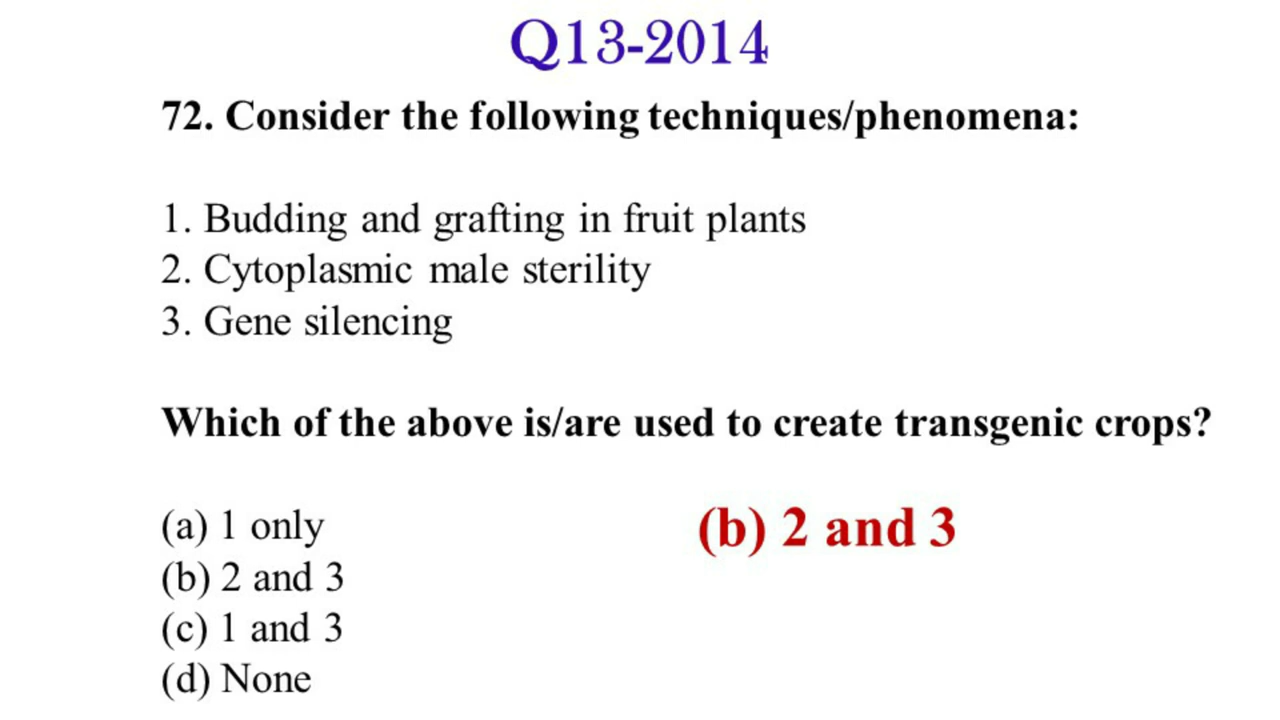 Q13-2014
72. Consider the following techniques/phenomena:
1. Budding and grafting in fruit plants
2. Cytoplasmic male sterility
3. Gene silencing
Which of the above is/are used to create transgenic crops?
(a) 1 only
(b) 2 and 3
(b) 2 and 3
(c) 1 and 3
(d) None